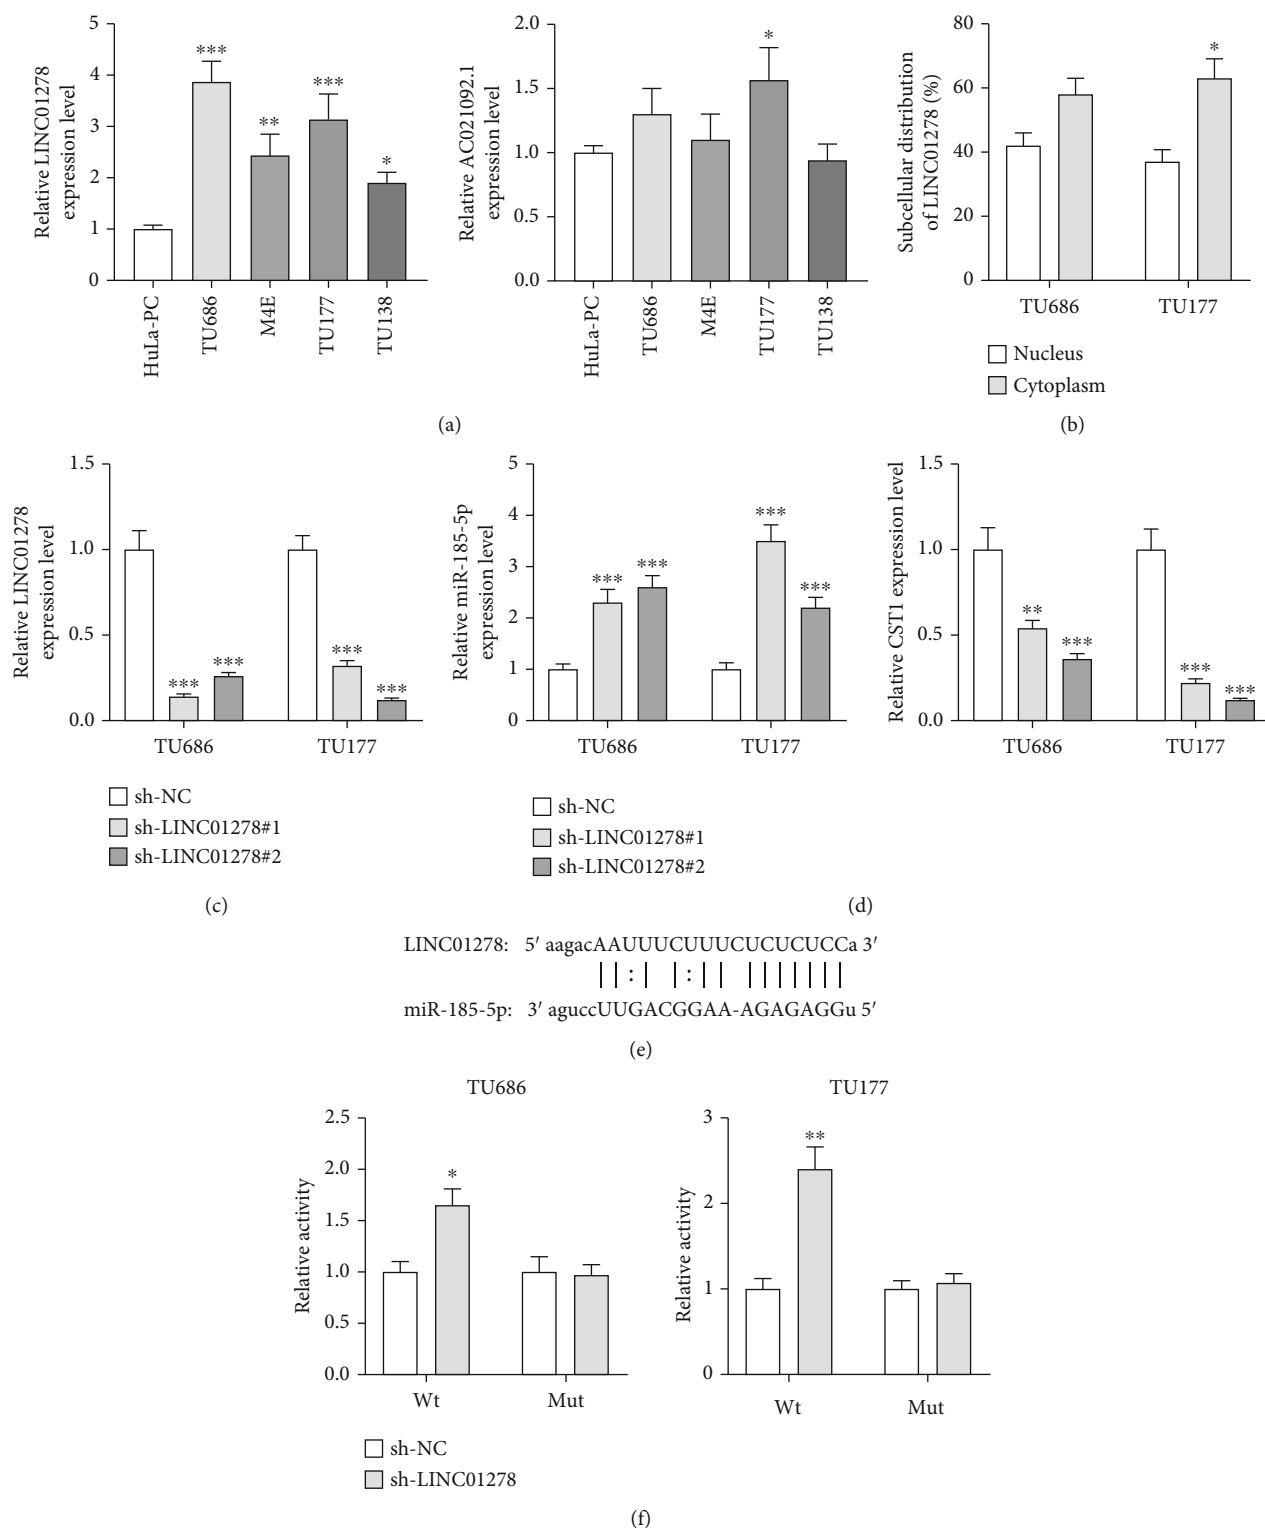 Relative LINC01278
expression level
5
4
3
2
1
0
***
**
***
*
HuLa-PC
TU686
M4E
TU177
TU138
Relative AC021092.1
expression level
2.0
1.5
1.0
0.5
0.0
*
HuLa-PC
TU686
M4E
TU177
TU138
(a)
Subcellular distribution
of LINC01278 (%)
80
60
40
20
0
*
TU686
TU177
Nucleus
Cytoplasm
(b)
Relative LINC01278
expression level
1.5
1.0
0.5
0.0
***
***
***
***
TU686
TU177
sh-NC
sh-LINC01278#1
sh-LINC01278#2
(c)
Relative miR-185-5p
expression level
5
4
3
2
1
0
***
***
***
***
TU686
TU177
sh-NC
sh-LINC01278#1
sh-LINC01278#2
Relative CST1 expression level
1.5
1.0
0.5
0.0
**
***
***
***
TU686
TU177
(d)
LINC01278: 5′ aagacAAUUUCUUUCUCUCUCCa 3′
miR-185-5p: 3′ aguccUUGACGGAA-AGAGAGGu 5′
(e)
TU686
Relative activity
2.5
2.0
1.5
1.0
0.5
0.0
*
Wt
Mut
TU177
Relative activity
3
2
1
0
**
Wt
Mut
sh-NC
sh-LINC01278
(f)